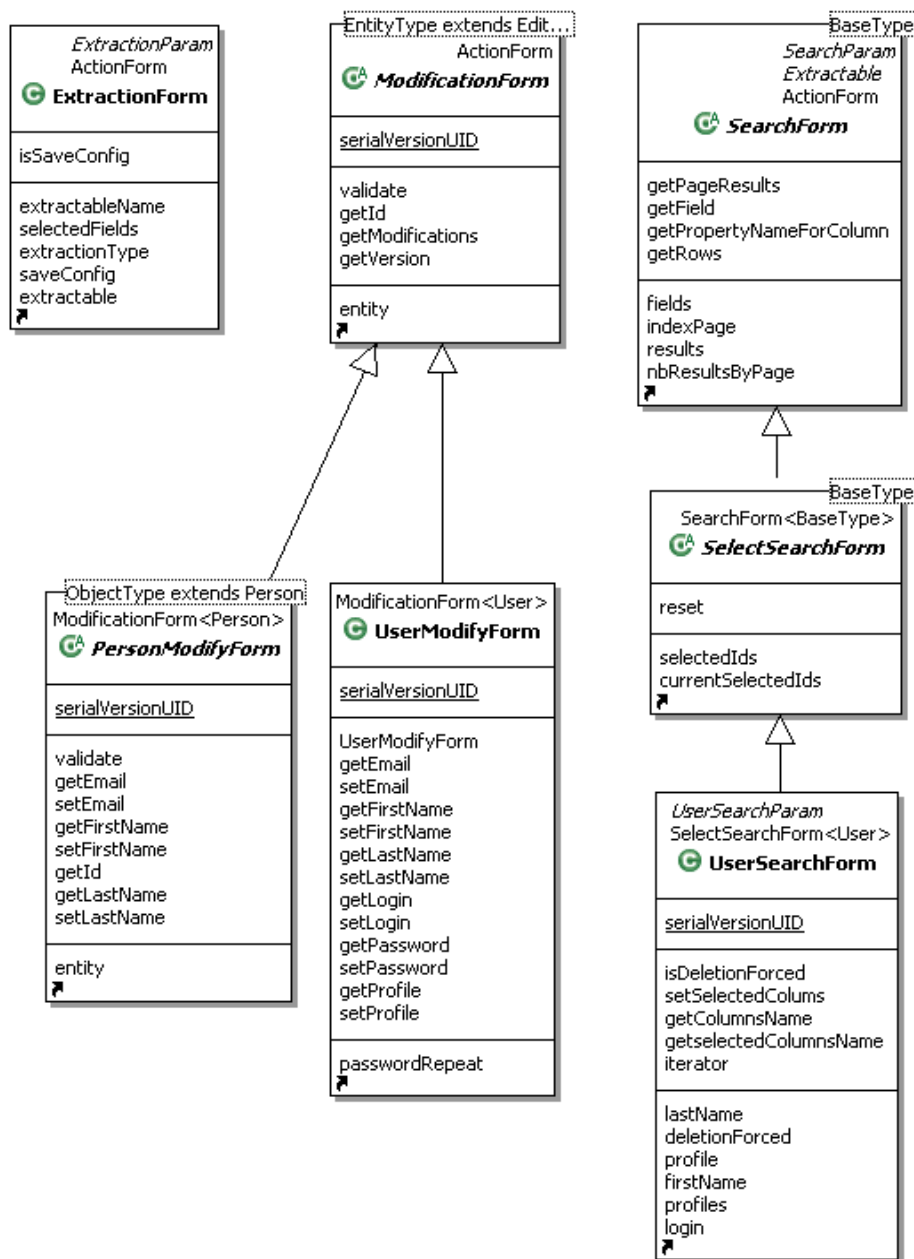 ExtractionParam
ActionForm
ExtractionForm
isSaveConfig
extractableName
selectedFields
extractionType
saveConfig
extractable
EntityType extends Edit...
ActionForm
ModificationForm
serialVersionUID
validate
getId
getModifications
getVersion
entity
BaseType
SearchParam
Extractable
ActionForm
SearchForm
getPageResults
getField
getPropertyNameForColumn
getRows
fields
indexPage
results
nbResultsByPage
ObjectType extends Person
ModificationForm<Person>
PersonModifyForm
serialVersionUID
validate
getEmail
setEmail
getFirstName
setFirstName
getId
getLastName
setLastName
entity
ModificationForm<User>
UserModifyForm
serialVersionUID
UserModifyForm
getEmail
setEmail
getFirstName
setFirstName
getLastName
setLastName
getLogin
setLogin
getPassword
setPassword
getProfile
setProfile
passwordRepeat
BaseType
SearchForm<BaseType>
SelectSearchForm
reset
selectedIds
currentSelectedIds
UserSearchParam
SelectSearchForm<User>
UserSearchForm
serialVersionUID
isDeletionForced
setSelectedColums
getColumnsName
getselectedColumnsName
iterator
lastName
deletionForced
profile
firstName
profiles
login